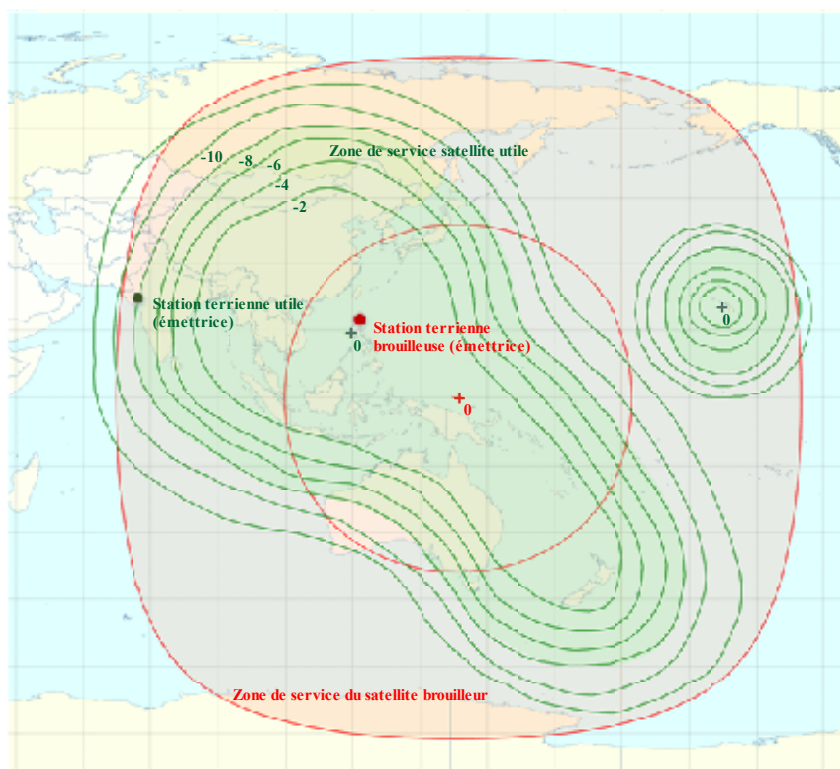 Zone de service satellite utile
-10
-8
-6
-4
-2
Station terrienne utile
(émettrice)
Station terrienne
brouilleuse (émettrice)
0
0
0
Zone de service du satellite brouilleur